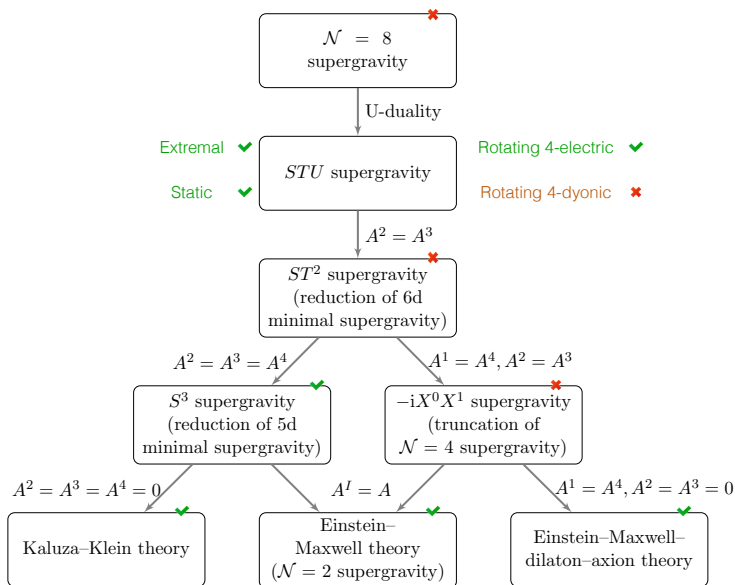 𝒩 = 8
supergravity
U-duality
Extremal ✔
Rotating 4-electric ✔
STU supergravity
Static ✔
Rotating 4-dyonic ✖
A² = A³
ST² supergravity
(reduction of 6d
minimal supergravity)
A² = A³ = A⁴
A¹ = A⁴, A² = A³
S³ supergravity
(reduction of 5d
minimal supergravity)
−iX⁰X¹ supergravity
(truncation of
𝒩 = 4 supergravity)
A² = A³ = A⁴ = 0
Aᴵ = A
A¹ = A⁴, A² = A³ = 0
Kaluza–Klein theory
Einstein–
Maxwell theory
(𝒩 = 2 supergravity)
Einstein–Maxwell–
dilaton–axion theory